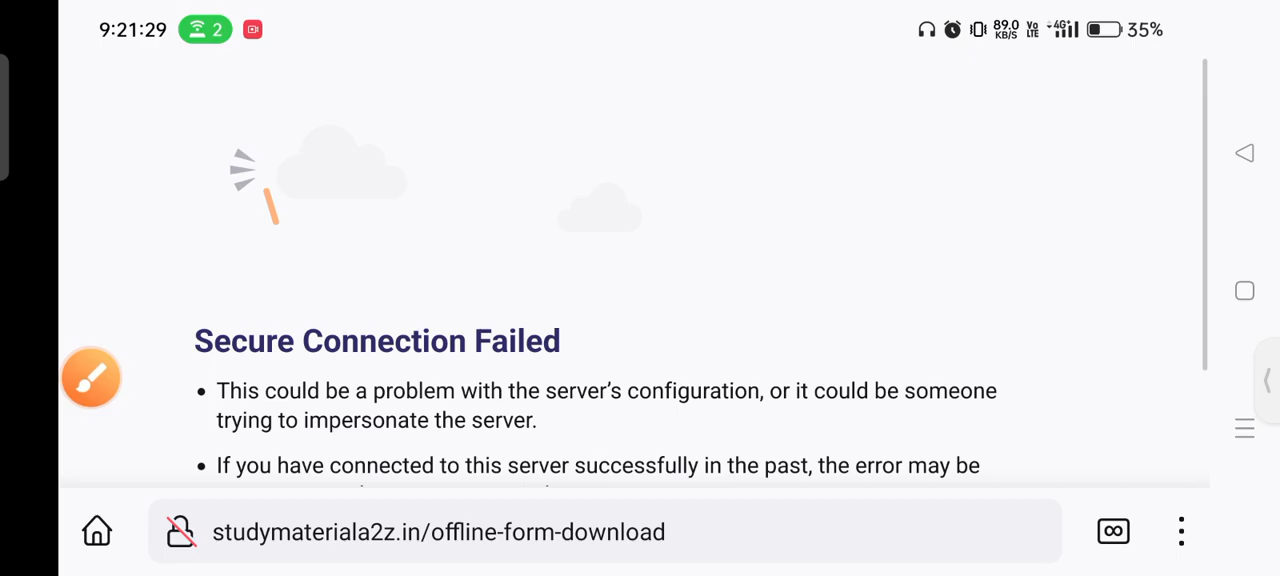 9:21:29 2 89.0 KB/S Vo LTE 4G+ 35%
Secure Connection Failed
• This could be a problem with the server’s configuration, or it could be someone
trying to impersonate the server.
• If you have connected to this server successfully in the past, the error may be
studymateriala2z.in/offline-form-download